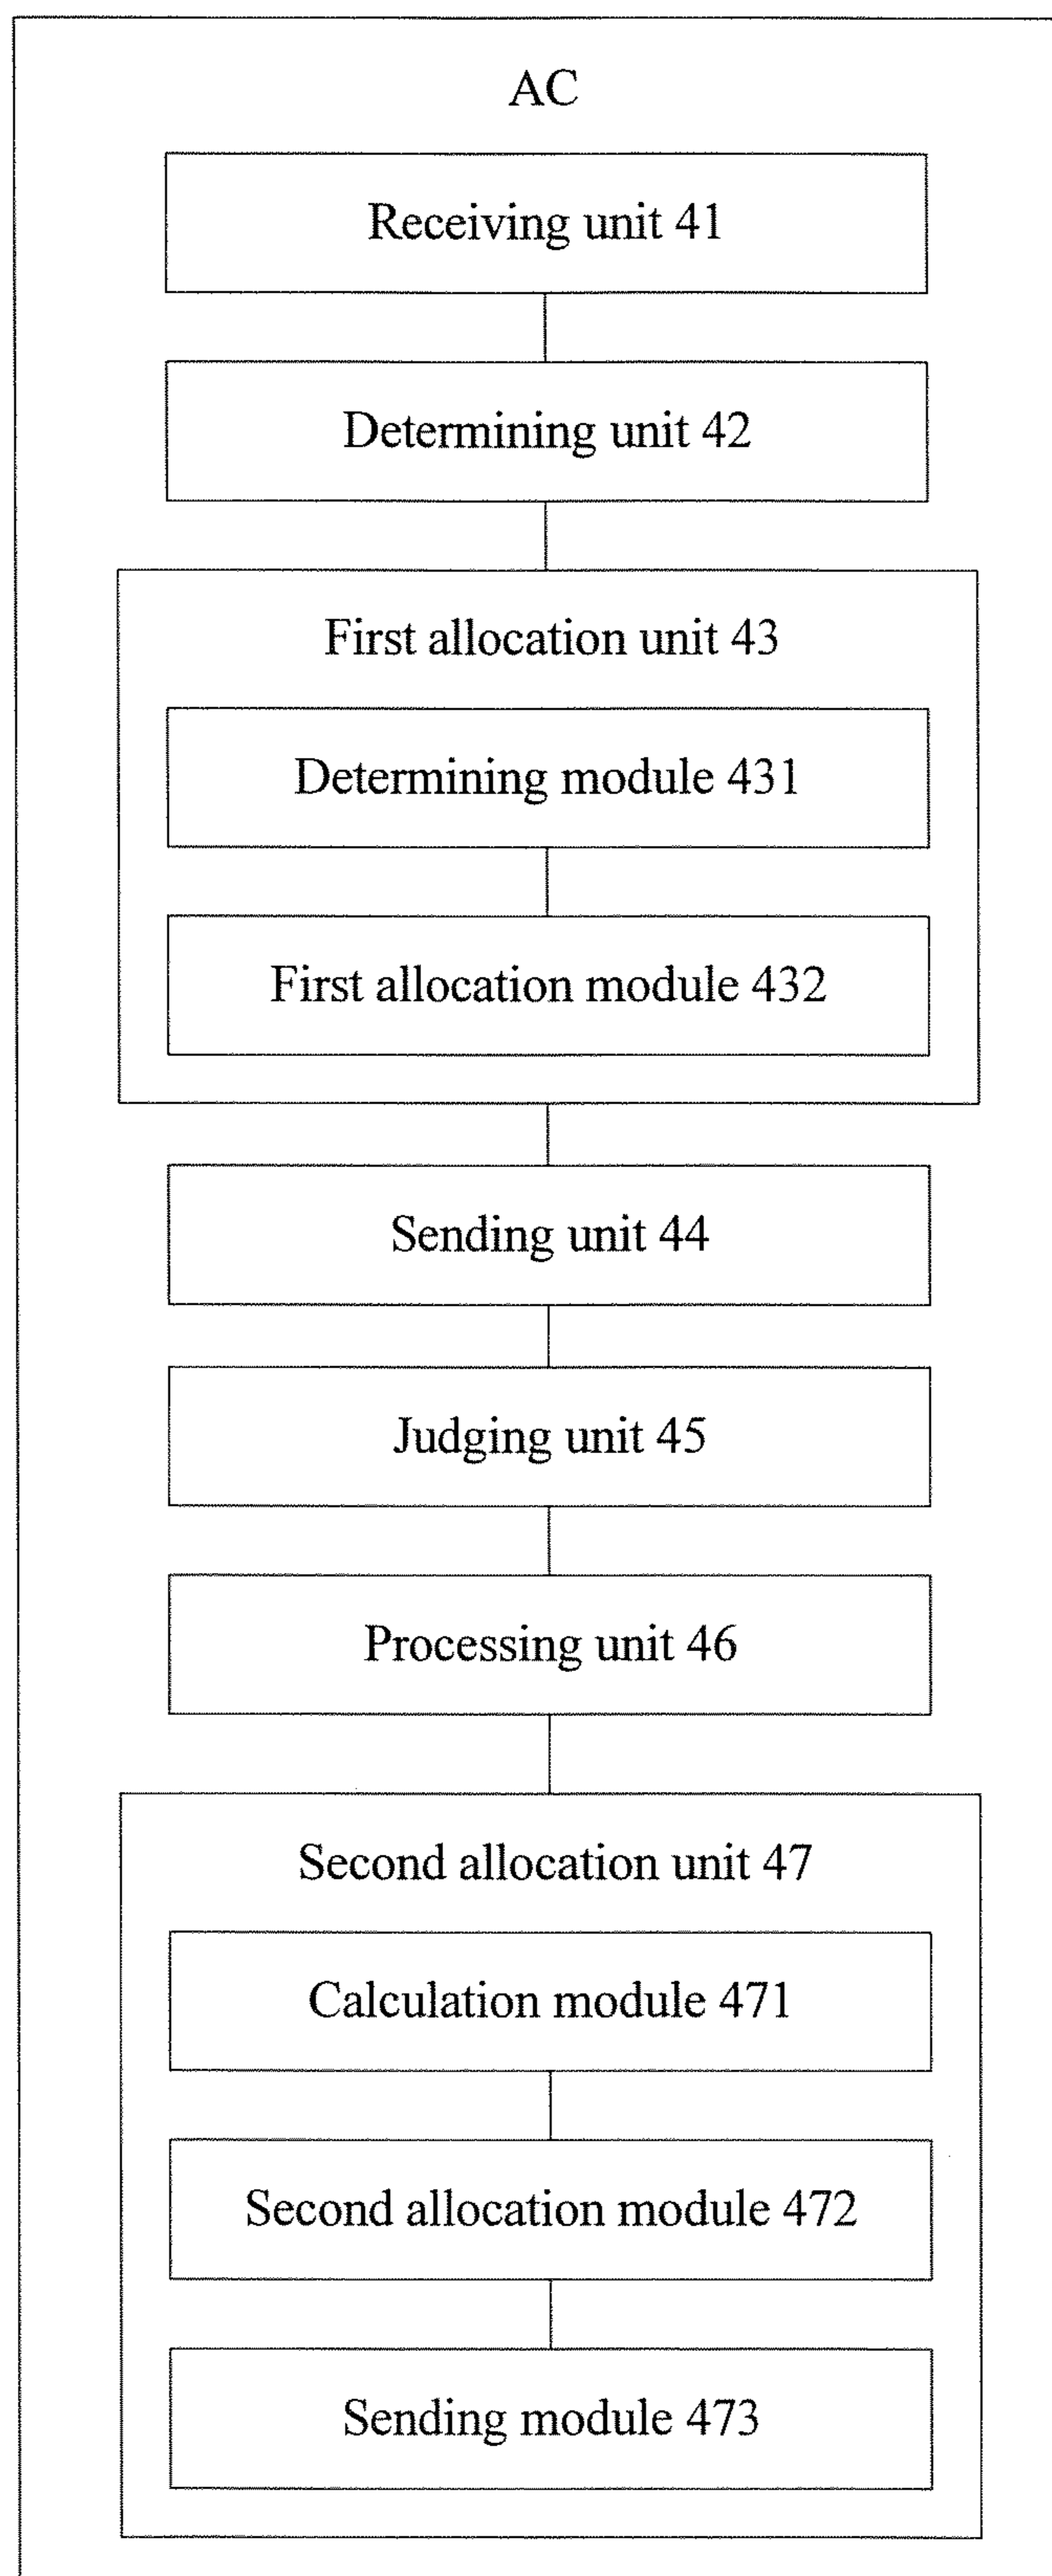 AC
Receiving unit 41
Determining unit 42
First allocation unit 43
Determining module 431
First allocation module 432
Sending unit 44
Judging unit 45
Processing unit 46
Second allocation unit 47
Calculation module 471
Second allocation module 472
Sending module 473